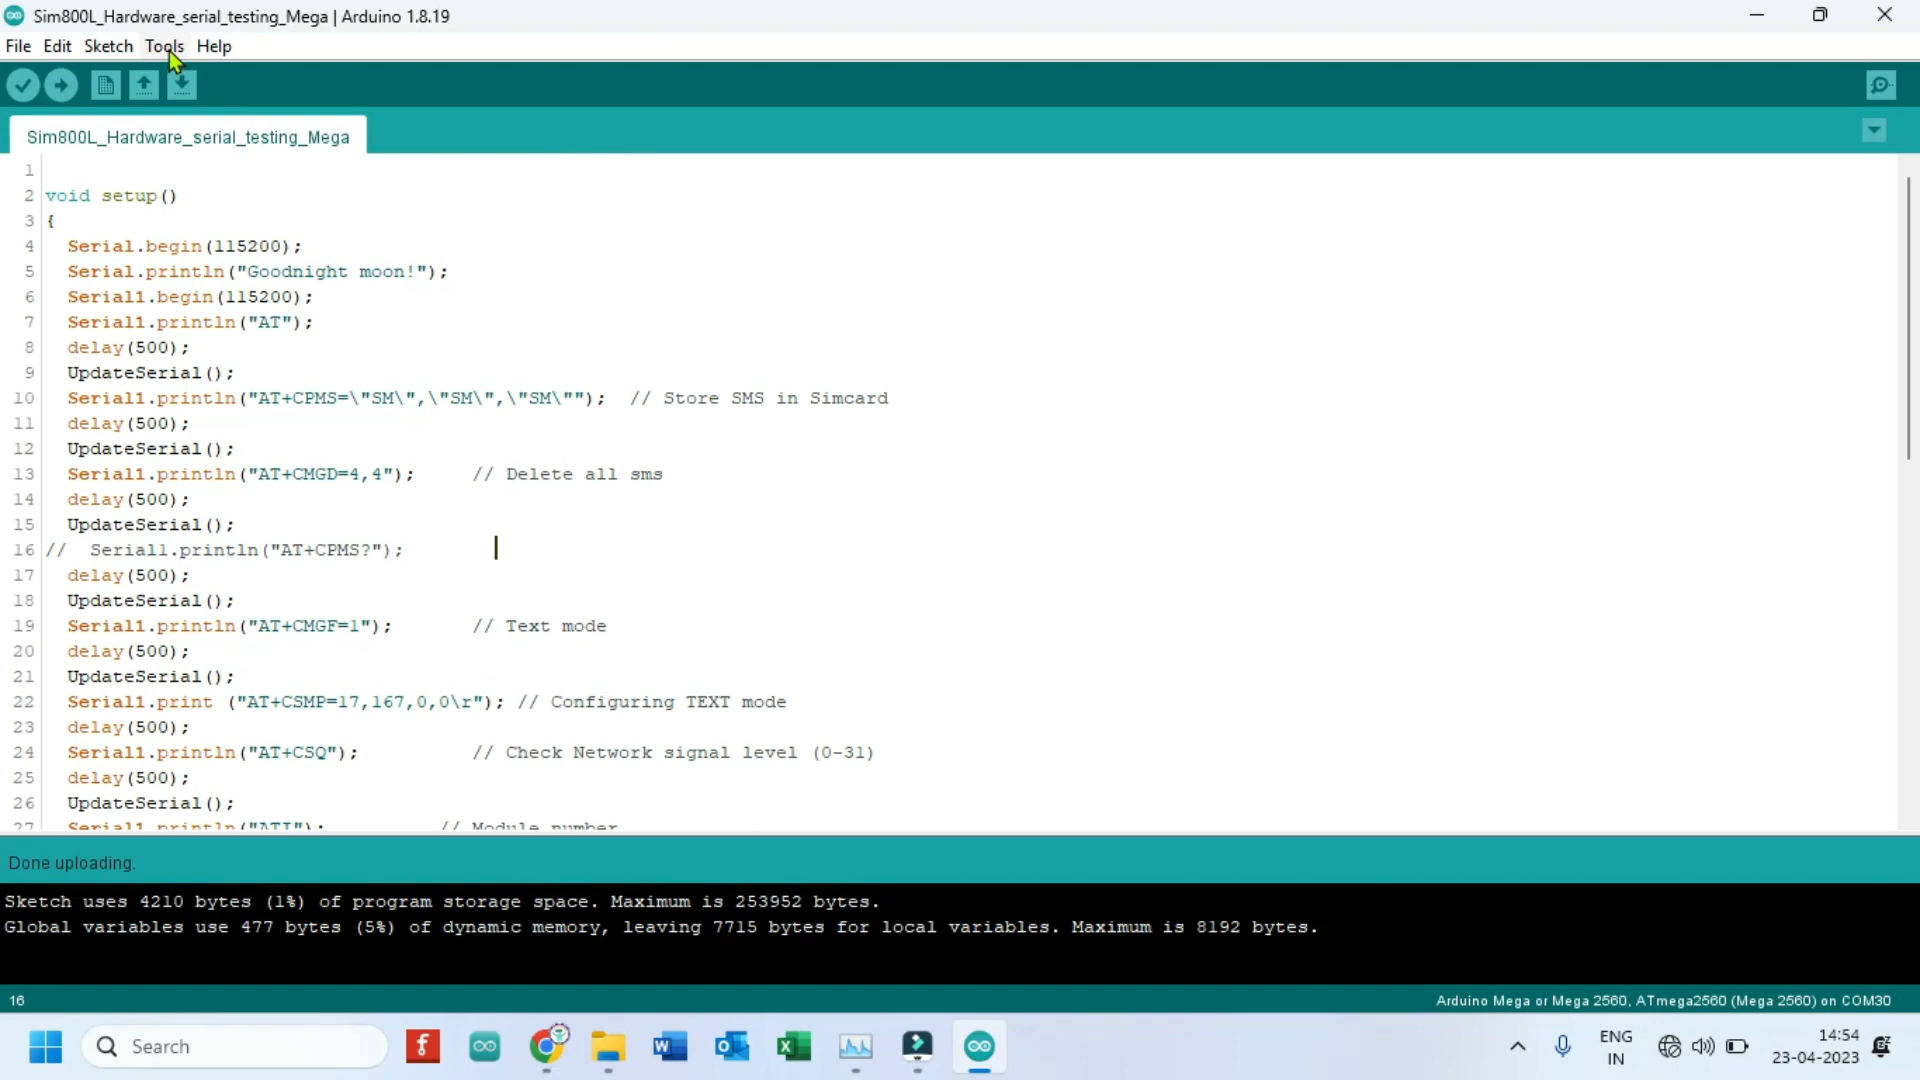 Sim800L_Hardware_serial_testing_Mega | Arduino 1.8.19
File Edit Sketch Tools Help
Sim800L_Hardware_serial_testing_Mega
1
2 void setup()
3 {
4 Serial.begin(115200);
5 Serial.println("Goodnight moon!");
6 Serial1.begin(115200);
7 Serial1.println("AT");
8 delay(500);
9 UpdateSerial();
10 Serial1.println("AT+CPMS=\"SM\",\"SM\",\"SM\""); // Store SMS in Simcard
11 delay(500);
12 UpdateSerial();
13 Serial1.println("AT+CMGD=4,4"); // Delete all sms
14 delay(500);
15 UpdateSerial();
16 // Serial1.println("AT+CPMS?");
17 delay(500);
18 UpdateSerial();
19 Serial1.println("AT+CMGF=1"); // Text mode
20 delay(500);
21 UpdateSerial();
22 Serial1.print ("AT+CSMP=17,167,0,0\r"); // Configuring TEXT mode
23 delay(500);
24 Serial1.println("AT+CSQ"); // Check Network signal level (0-31)
25 delay(500);
26 UpdateSerial();
27 Serial1.println("ATI"); // Module number
Done uploading.
Sketch uses 4210 bytes (1%) of program storage space. Maximum is 253952 bytes.
Global variables use 477 bytes (5%) of dynamic memory, leaving 7715 bytes for local variables. Maximum is 8192 bytes.
16 Arduino Mega or Mega 2560, ATmega2560 (Mega 2560) on COM30
Search
ENG
IN
14:54
23-04-2023